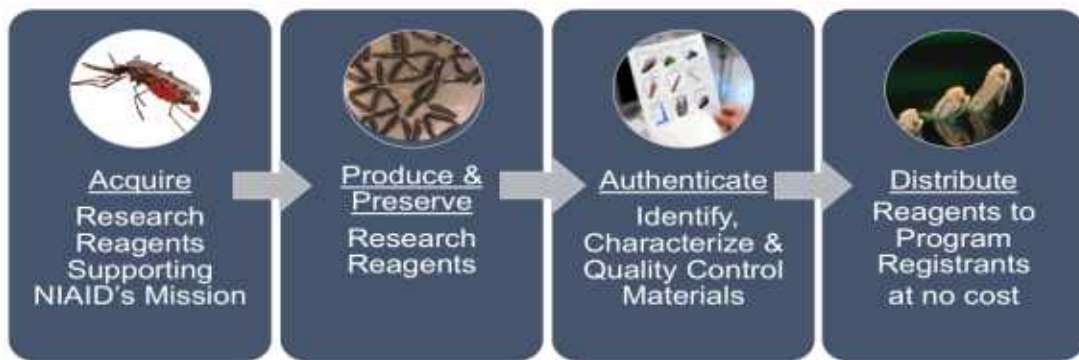 Acquire
Research
Reagents
Supporting
NIAID's Mission
Produce &
Preserve
Research
Reagents
Authenticate
Identify,
Characterize &
Quality Control
Materials
Distribute
Reagents to
Program
Registrants
at no cost